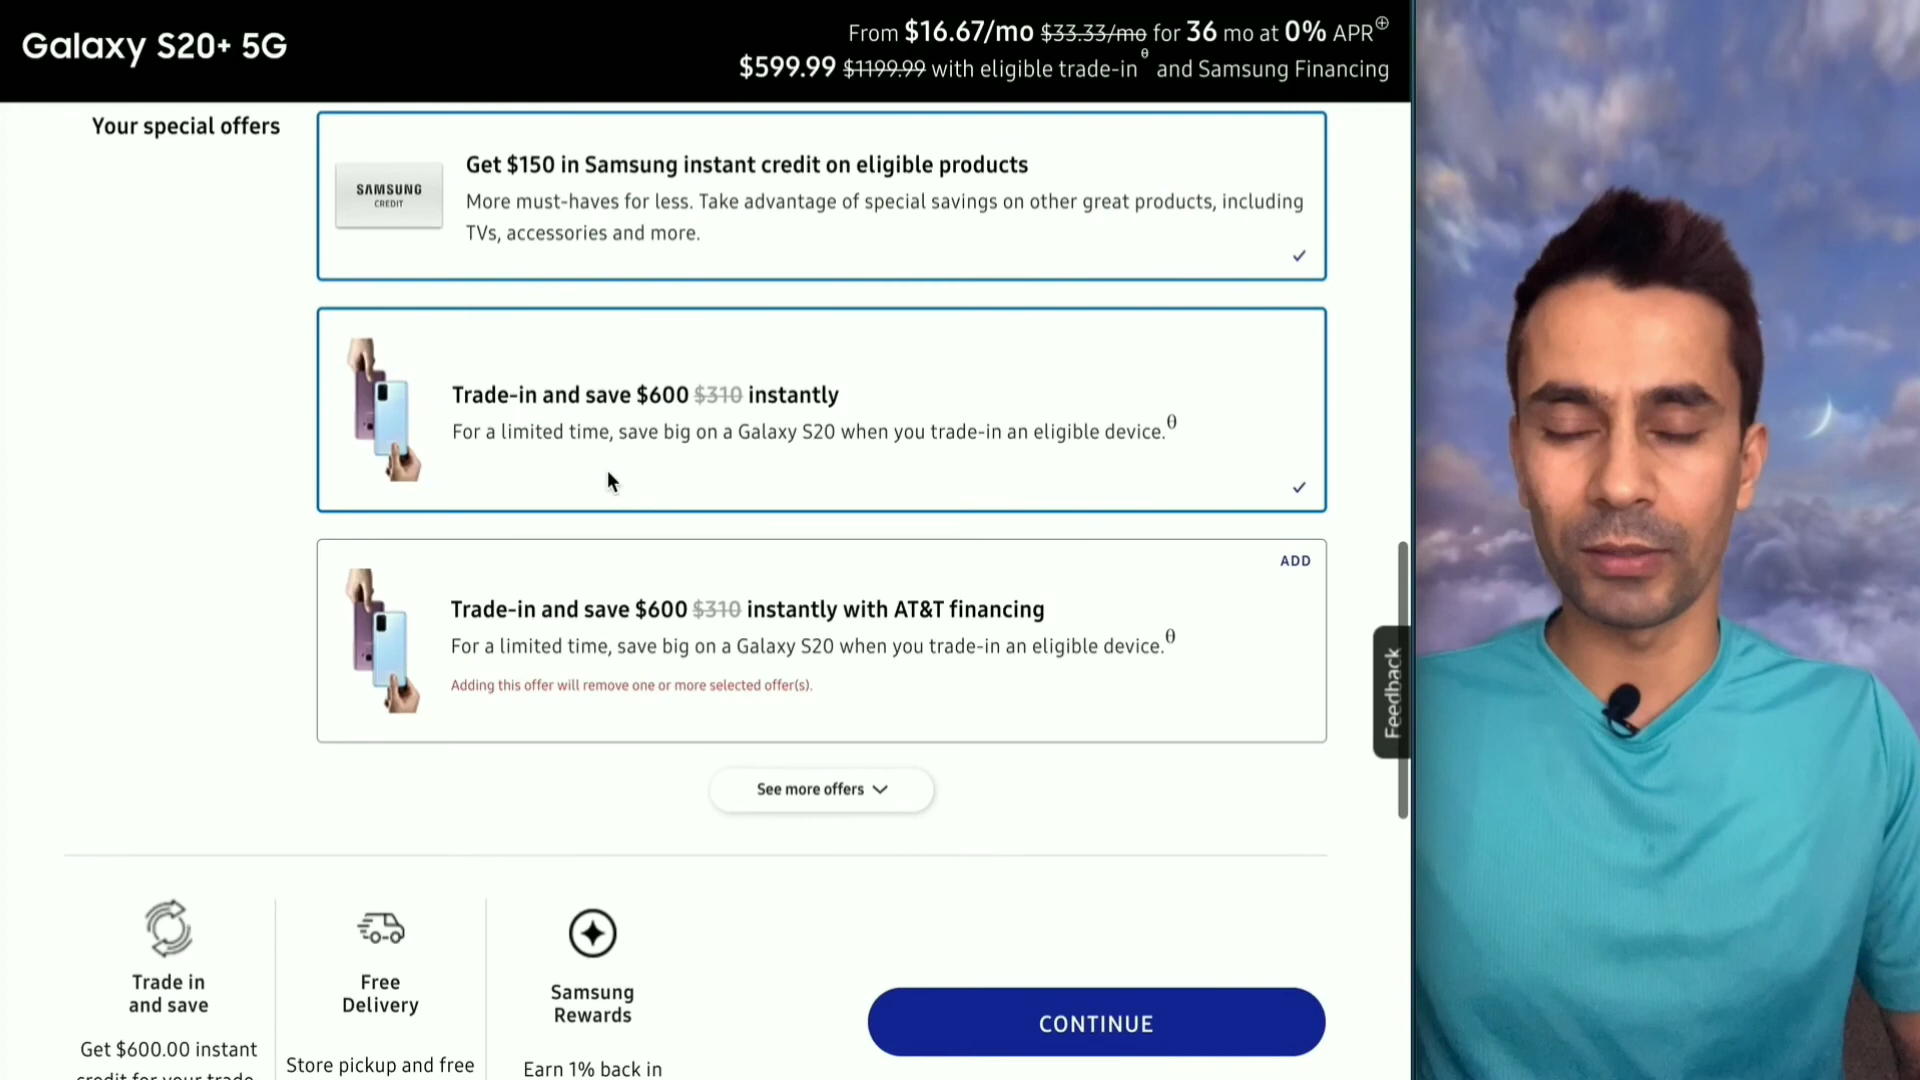 Galaxy S20+ 5G
From $16.67/mo $33.33/mo for 36 mo at 0% APR⊕
$599.99 $1199.99 with eligible trade-in θ and Samsung Financing
Your special offers
SAMSUNG
CREDIT
Get $150 in Samsung instant credit on eligible products
More must-haves for less. Take advantage of special savings on other great products, including
TVs, accessories and more.
Trade-in and save $600 $310 instantly
For a limited time, save big on a Galaxy S20 when you trade-in an eligible device.θ
ADD
Trade-in and save $600 $310 instantly with AT&T financing
For a limited time, save big on a Galaxy S20 when you trade-in an eligible device.θ
Adding this offer will remove one or more selected offer(s).
Feedback
See more offers
Trade in
and save
Get $600.00 instant
credit for your trade-
Free
Delivery
Store pickup and free
Samsung
Rewards
Earn 1% back in
CONTINUE